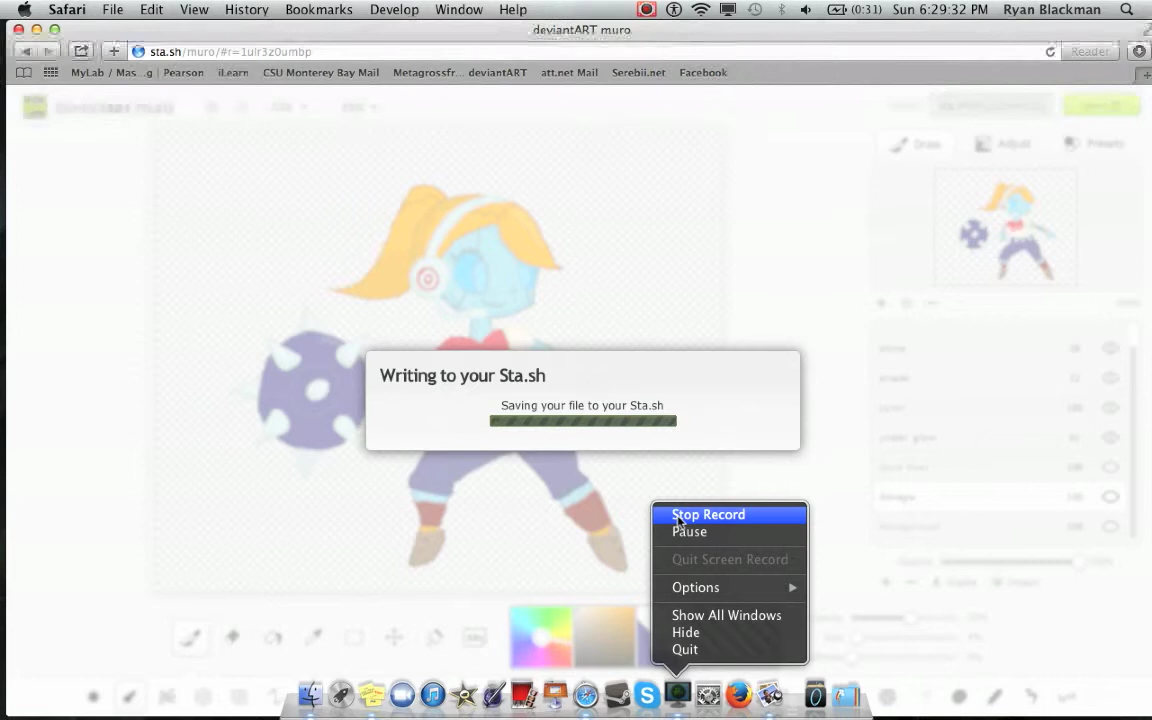 Safari File Edit View History Bookmarks Develop Window Help (0:31) Sun 6:29:32 PM Ryan Blackman
deviantART muro
sta.sh/muro/#r=1ulr3z0umbp Reader
MyLab / Mas...g | Pearson iLearn CSU Monterey Bay Mail Metagrossfr... deviantART att.net Mail Serebii.net Facebook
Draw Adjust Presets
Writing to your Sta.sh
Saving your file to your Sta.sh
Stop Record
Pause
Quit Screen Record
Options
Show All Windows
Hide
Quit